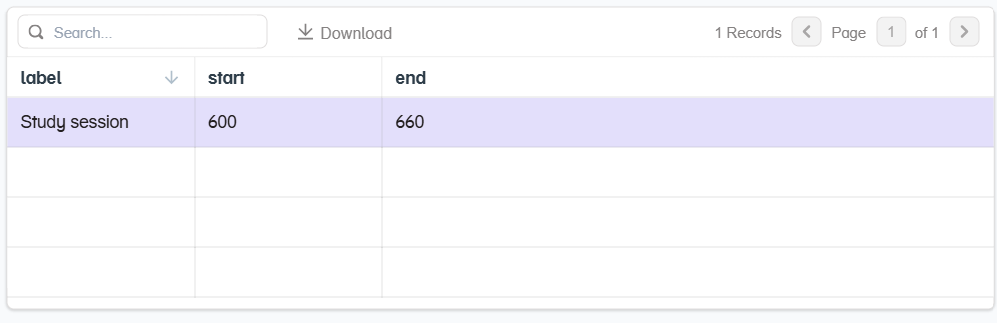 Search... Download 1 Records Page 1 of 1
label start end
Study session 600 660